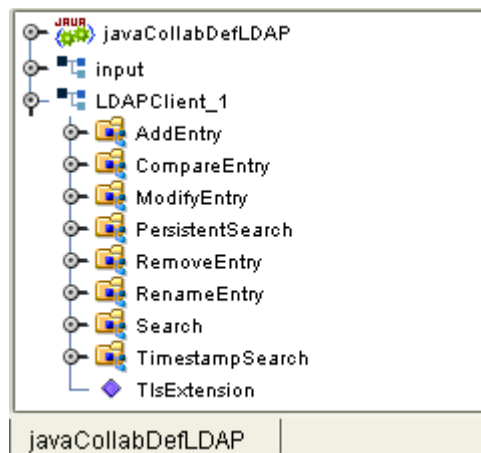 JAVA javaCollabDefLDAP
input
LDAPClient_1
AddEntry
CompareEntry
ModifyEntry
PersistentSearch
RemoveEntry
RenameEntry
Search
TimestampSearch
TlsExtension
javaCollabDefLDAP